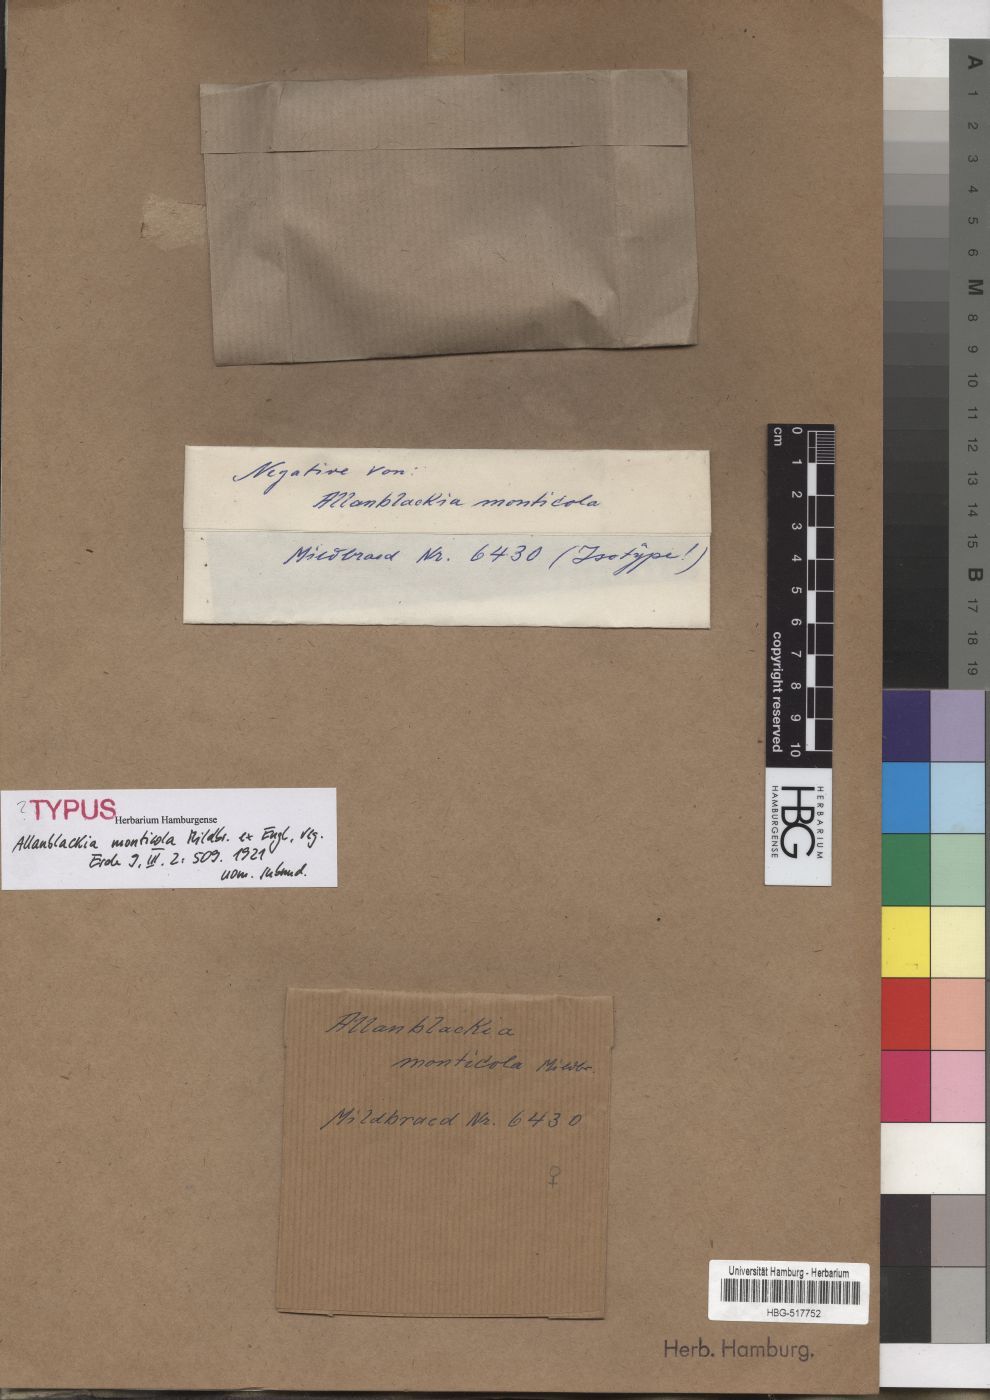 Negative von:
Allanblackia monticola
Mildbraed Nr. 6430 (Isotype!)
? TYPUS Herbarium Hamburgense
Allanblackia monticola Mildbr. ex Engl., Veg.
Erde 9, III. 2: 509. 1921
nom. subnud.
Allanblackia
monticola Mildbr.
Mildbraed Nr. 6430
♀
Universität Hamburg - Herbarium
HBG-517752
Herb. Hamburg.
cm 0 1 2 3 4 5 6 7 8 9 10
copyright reserved
HBG HERBARIUM
HAMBURGENSE
A 1 2 3 4 5 6 M 8 9 10 11 12 13 14 15 B 17 18 19